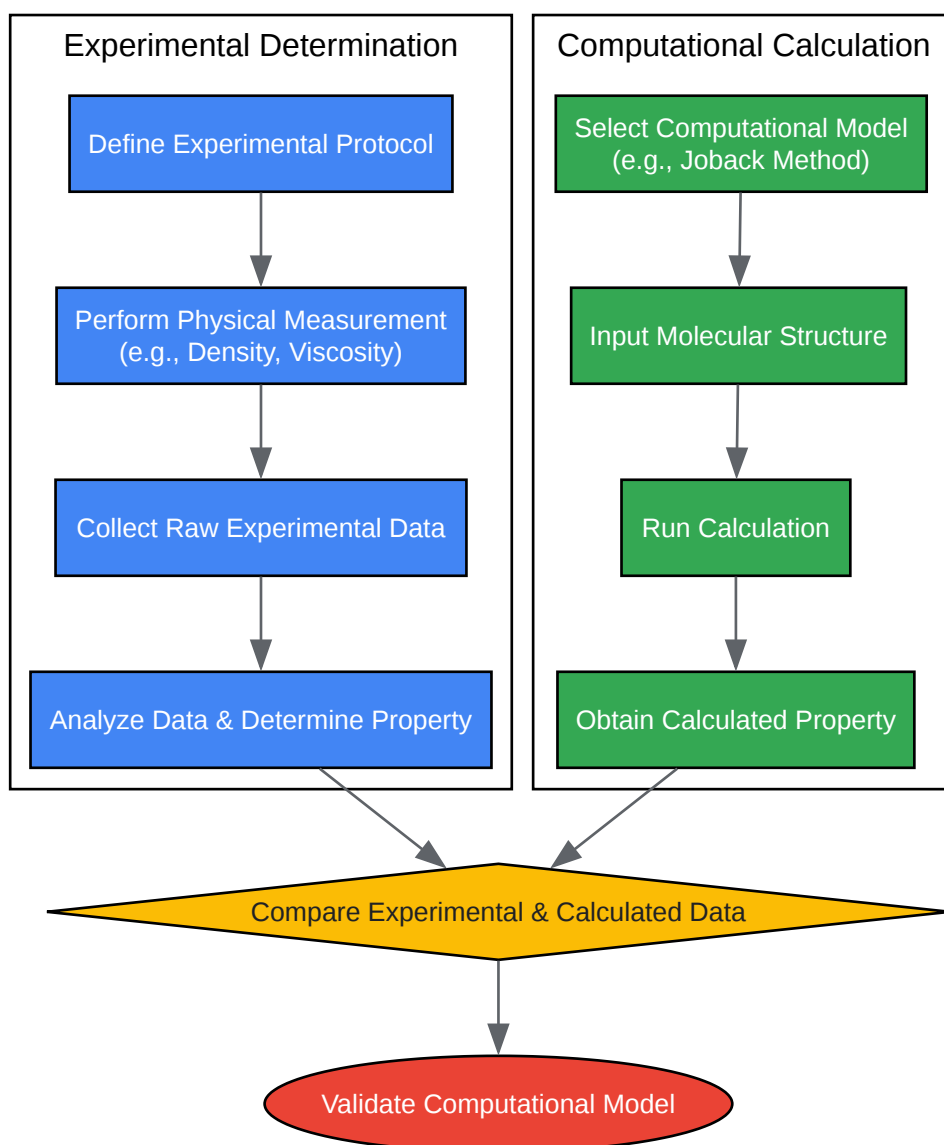 Experimental Determination
Define Experimental Protocol
Perform Physical Measurement
(e.g., Density, Viscosity)
Collect Raw Experimental Data
Analyze Data & Determine Property
Computational Calculation
Select Computational Model
(e.g., Joback Method)
Input Molecular Structure
Run Calculation
Obtain Calculated Property
Compare Experimental & Calculated Data
Validate Computational Model